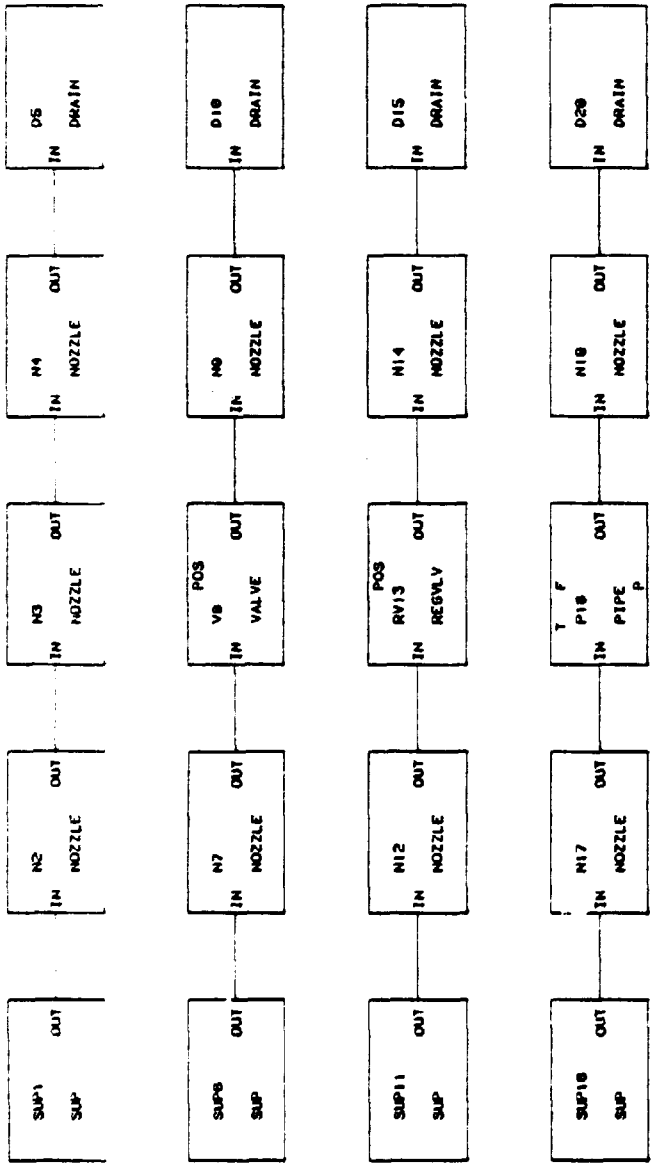 SUP1
SUP
OUT
N2
NOZZLE
IN
OUT
N3
NOZZLE
IN
OUT
N4
NOZZLE
IN
OUT
D5
DRAIN
IN
SUP6
SUP
OUT
N7
NOZZLE
IN
OUT
POS
V8
VALVE
IN
OUT
N9
NOZZLE
IN
OUT
D10
DRAIN
IN
SUP11
SUP
OUT
N12
NOZZLE
IN
OUT
POS
RV13
REGVLV
IN
OUT
N14
NOZZLE
IN
OUT
D15
DRAIN
IN
SUP16
SUP
OUT
N17
NOZZLE
IN
OUT
T F
P18
PIPE
P
IN
OUT
N19
NOZZLE
IN
OUT
D20
DRAIN
IN